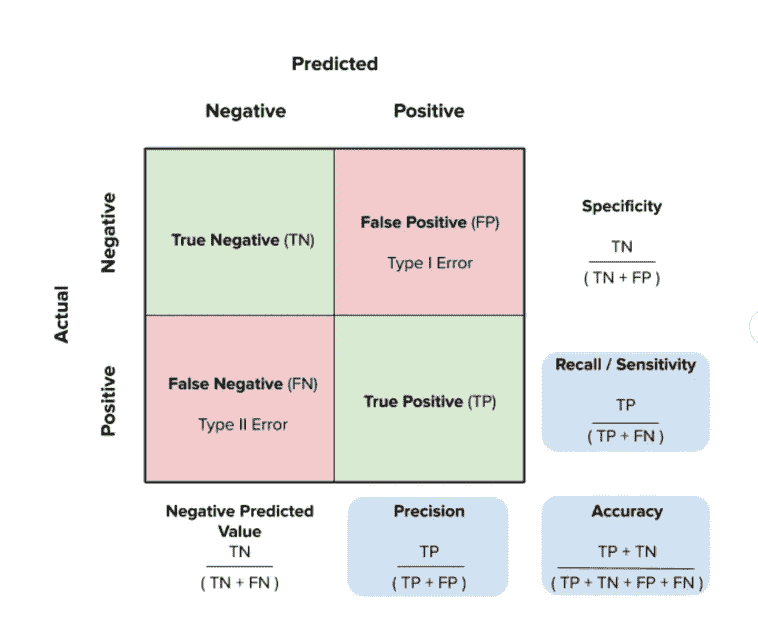 Predicted
Negative
Positive
Actual
Negative
True Negative (TN)
False Positive (FP)
Type I Error
Specificity
TN
( TN + FP )
Positive
False Negative (FN)
Type II Error
True Positive (TP)
Recall / Sensitivity
TP
( TP + FN )
Negative Predicted
Value
TN
( TN + FN )
Precision
TP
( TP + FP )
Accuracy
TP + TN
( TP + TN + FP + FN )